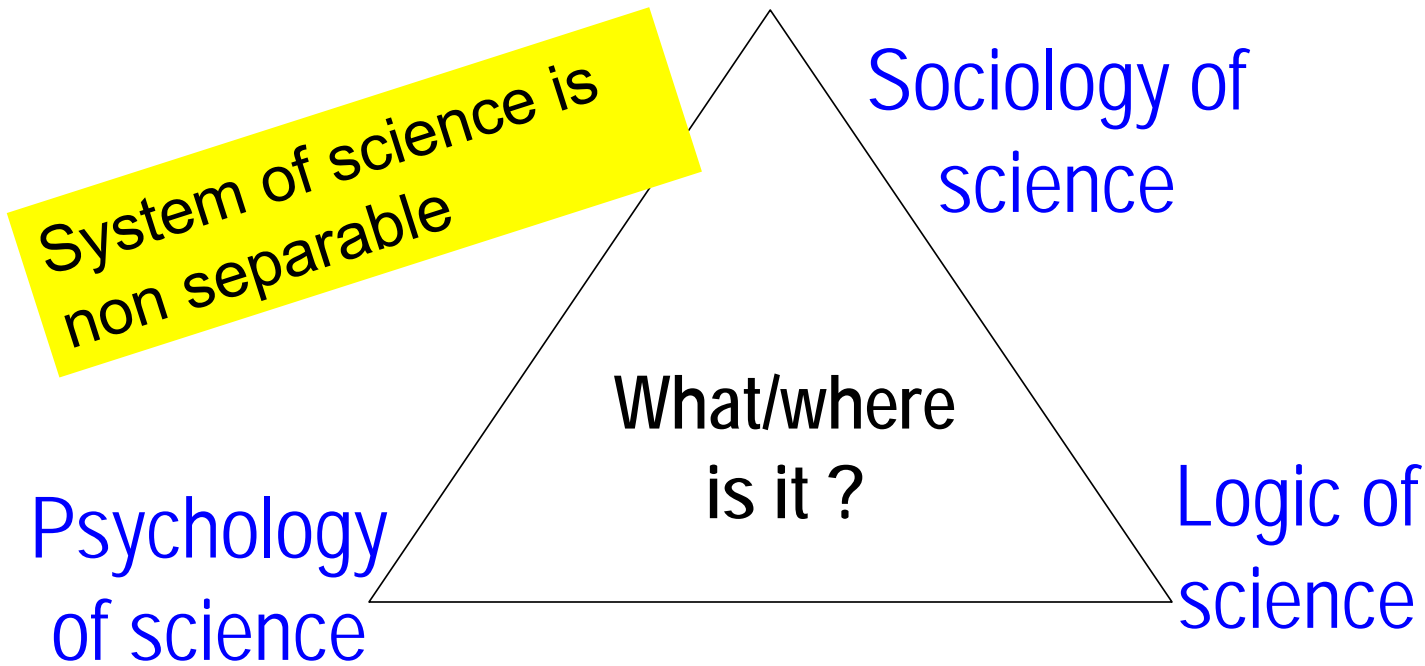 System of science is
non separable
Sociology of
science
What/where
is it ?
Psychology
of science
Logic of
science